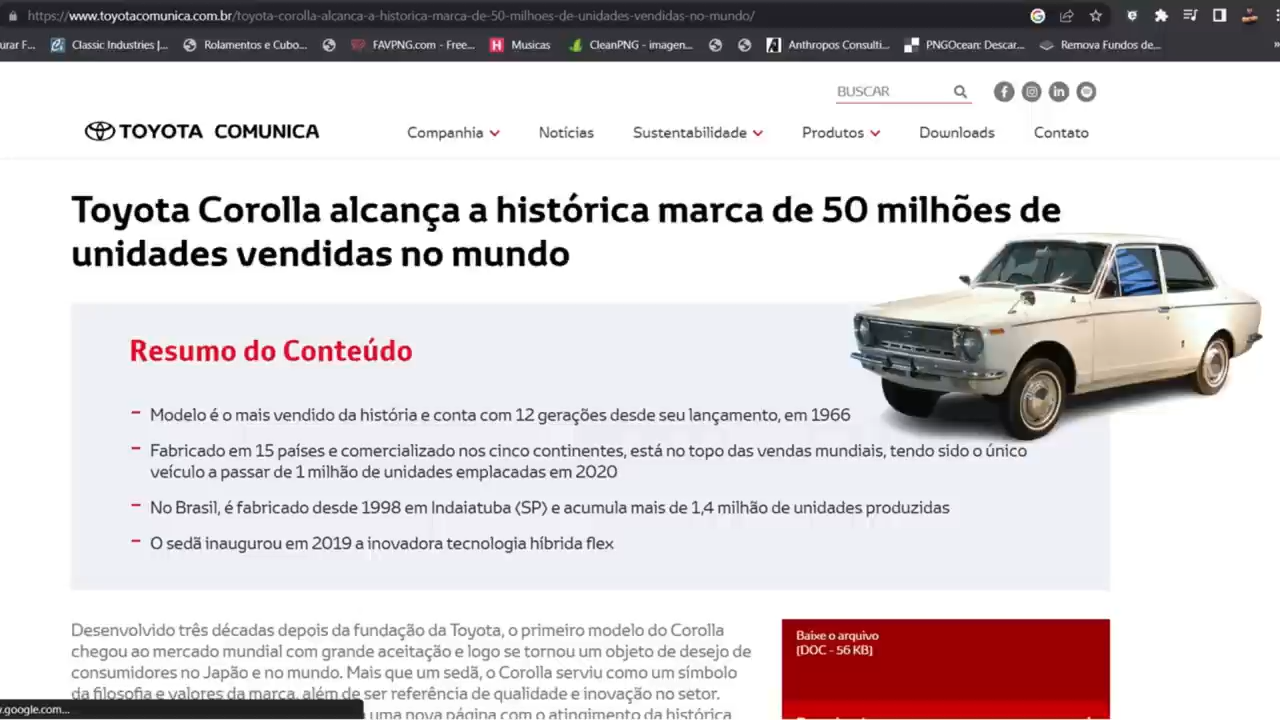 https://www.toyotacomunica.com.br/toyota-corolla-alcanca-a-historica-marca-de-50-milhoes-de-unidades-vendidas-no-mundo/
urar F... Classic Industries |... Rolamentos e Cubo... FAVPNG.com - Free... Musicas CleanPNG - imagen... Anthropos Consulti... PNGOcean: Descar... Remova Fundos de... »
BUSCAR
TOYOTA COMUNICA Companhia Notícias Sustentabilidade Produtos Downloads Contato
Toyota Corolla alcança a histórica marca de 50 milhões de
unidades vendidas no mundo
Resumo do Conteúdo
Modelo é o mais vendido da história e conta com 12 gerações desde seu lançamento, em 1966
Fabricado em 15 países e comercializado nos cinco continentes, está no topo das vendas mundiais, tendo sido o único
veículo a passar de 1 milhão de unidades emplacadas em 2020
No Brasil, é fabricado desde 1998 em Indaiatuba (SP) e acumula mais de 1,4 milhão de unidades produzidas
O sedã inaugurou em 2019 a inovadora tecnologia híbrida flex
Desenvolvido três décadas depois da fundação da Toyota, o primeiro modelo do Corolla
chegou ao mercado mundial com grande aceitação e logo se tornou um objeto de desejo de
consumidores no Japão e no mundo. Mais que um sedã, o Corolla serviu como um símbolo
da filosofia e valores da marca, além de ser referência de qualidade e inovação no setor.
uma nova página com o atingimento da histórica
Baixe o arquivo
[DOC - 56 KB]
.google.com...